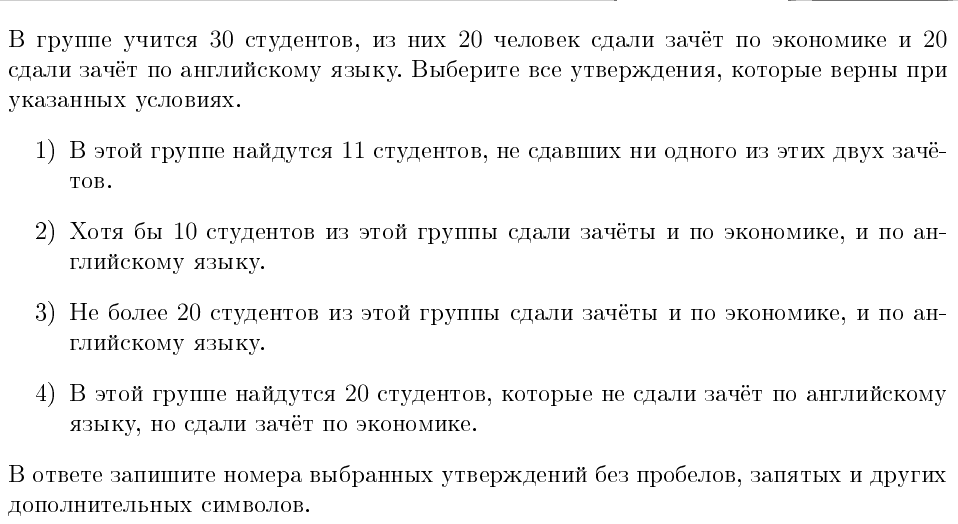 В группе учится 30 студентов, из них 20 человек сдали зачёт по экономике и 20
сдали зачёт по английскому языку. Выберите все утверждения, которые верны при
указанных условиях.
1) В этой группе найдутся 11 студентов, не сдавших ни одного из этих двух зачё-
тов.
2) Хотя бы 10 студентов из этой группы сдали зачёты и по экономике, и по ан-
глийскому языку.
3) Не более 20 студентов из этой группы сдали зачёты и по экономике, и по ан-
глийскому языку.
4) В этой группе найдутся 20 студентов, которые не сдали зачёт по английскому
языку, но сдали зачёт по экономике.
В ответе запишите номера выбранных утверждений без пробелов, запятых и других
дополнительных символов.